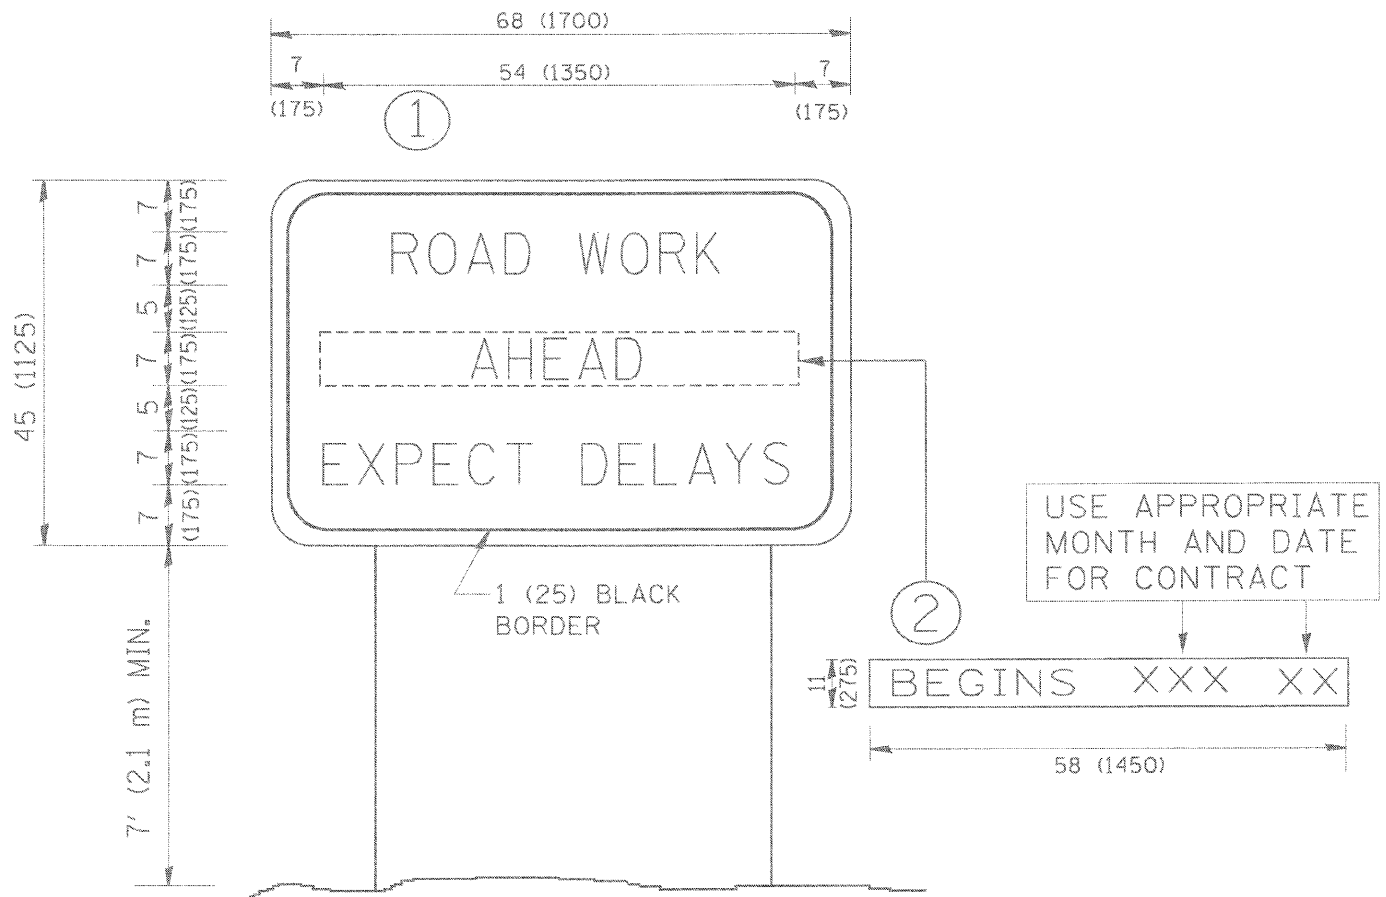 68 (1700)
7
54 (1350)
7
(175)
(175)
1
45 (1125)
7
(175)
7
(175)
5
(125)
7
(175)
5
(125)
7
(175)
7
(175)
ROAD WORK
AHEAD
EXPECT DELAYS
1 (25) BLACK
BORDER
7' (2.1 m) MIN.
USE APPROPRIATE
MONTH AND DATE
FOR CONTRACT
2
11
(275)
BEGINS XXX XX
58 (1450)